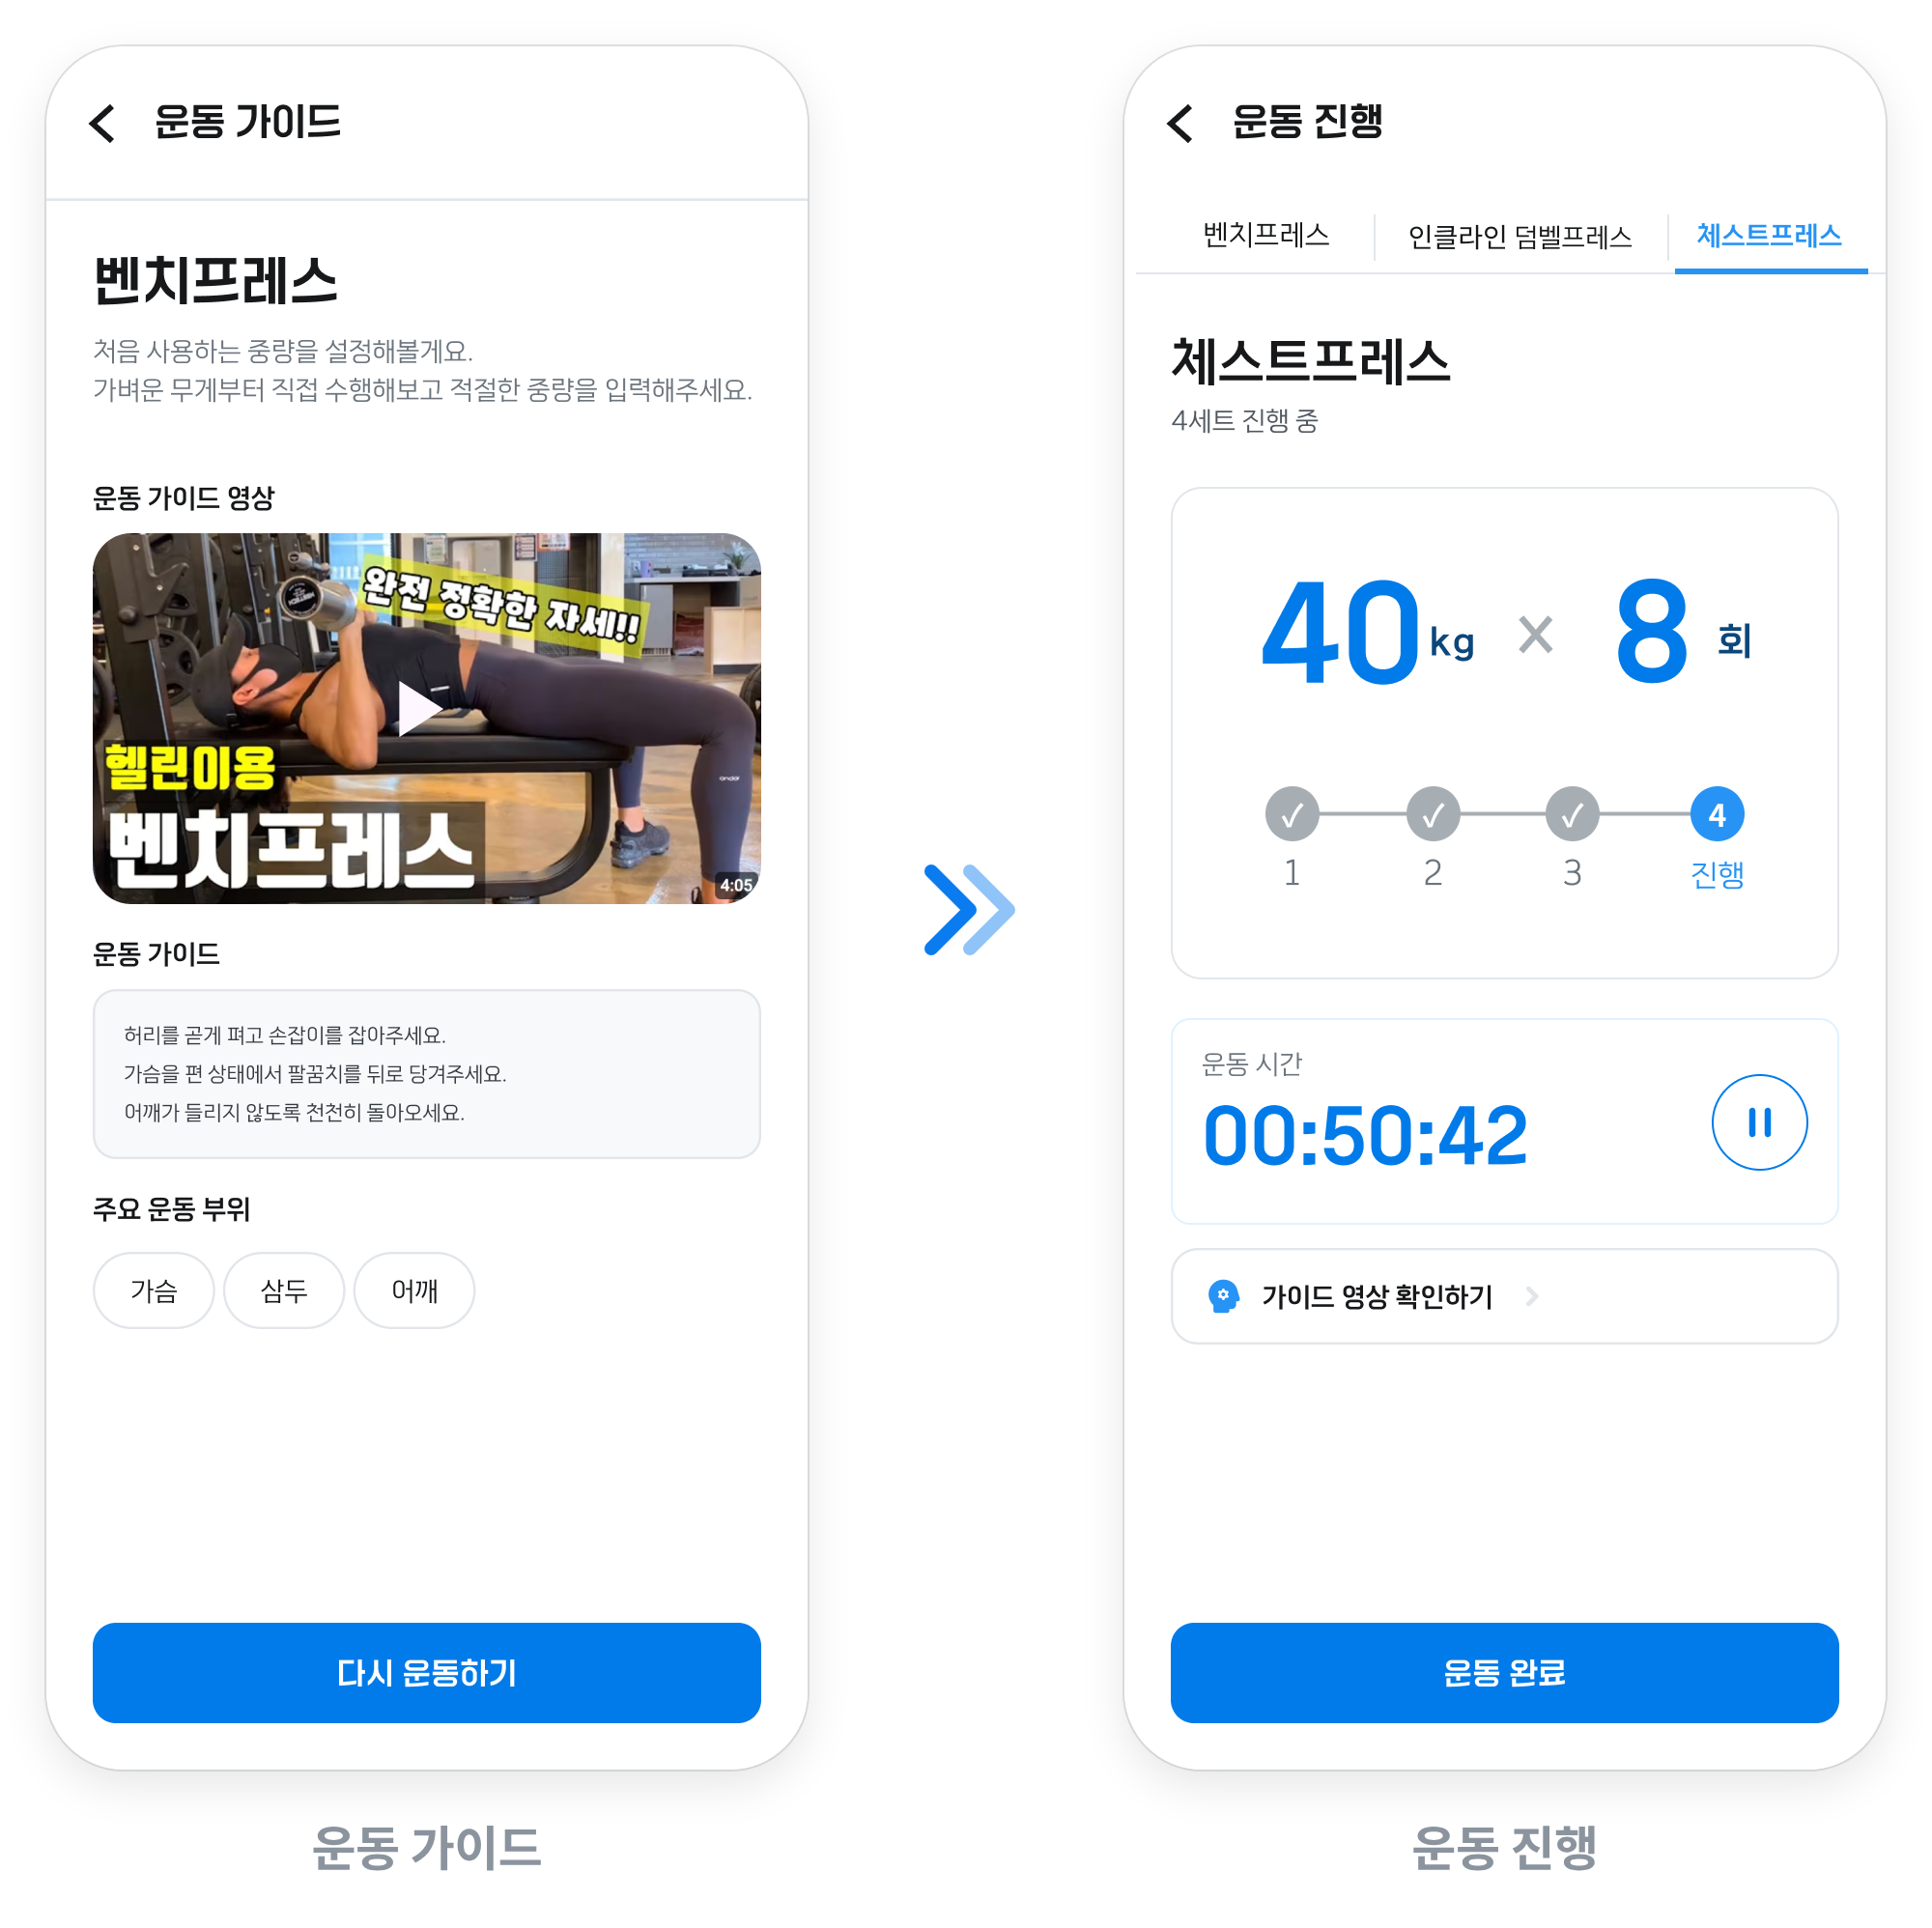 운동 가이드
벤치프레스
처음 사용하는 중량을 설정해볼게요.
가벼운 무게부터 직접 수행해보고 적절한 중량을 입력해주세요.
운동 가이드 영상
완전 정확한 자세!!
헬린이용
벤치프레스
4:05
운동 가이드
허리를 곧게 펴고 손잡이를 잡아주세요.
가슴을 편 상태에서 팔꿈치를 뒤로 당겨주세요.
어깨가 들리지 않도록 천천히 돌아오세요.
주요 운동 부위
가슴 삼두 어깨
다시 운동하기
운동 가이드
운동 진행
벤치프레스 인클라인 덤벨프레스 체스트프레스
체스트프레스
4세트 진행 중
40 kg × 8 회
4
1 2 3 진행
운동 시간
00:50:42
가이드 영상 확인하기
운동 완료
운동 진행